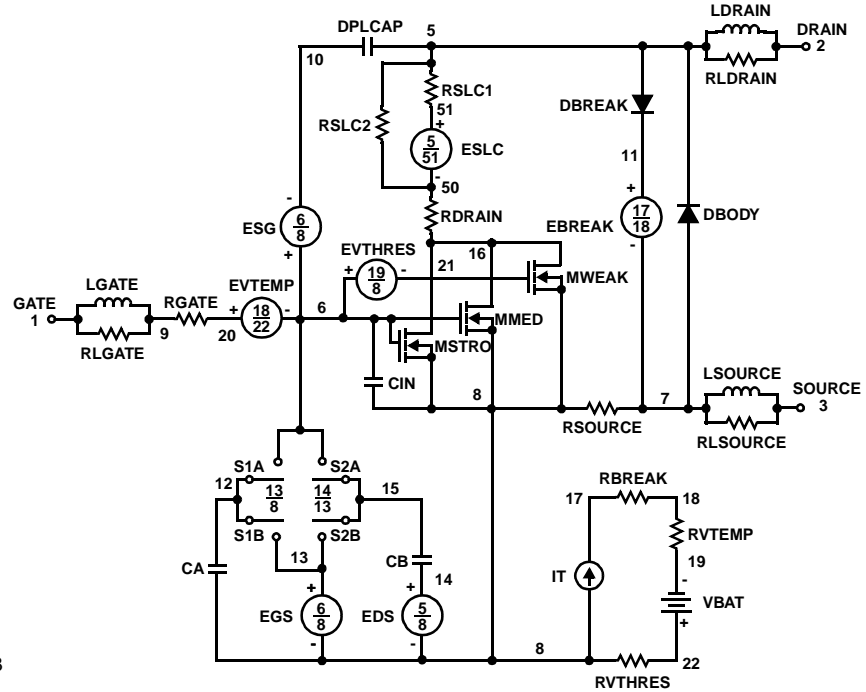 LDRAIN
DPLCAP 5 DRAIN
10 2
RSLC1 RLDRAIN
51 DBREAK
RSLC2 +
5
51 ESLC
11
- -
50 +
6
8 ESG RDRAIN 17
18 EBREAK DBODY
+ EVTHRES 16 -
+ 19
8 - 21 MWEAK
LGATE EVTEMP
GATE RGATE + 18
22 - 6 MMED
1 9 20
RLGATE MSTRO
LSOURCE
CIN 8 7 SOURCE
3
RSOURCE RLSOURCE
S1A S2A RBREAK
12 13
8 14
13 15 17 18
S1B S2B RVTEMP
13 CB 19
CA 14 IT -
+ + VBAT
EGS 6
8 EDS 5
8 +
- - 8 22
RVTHRES